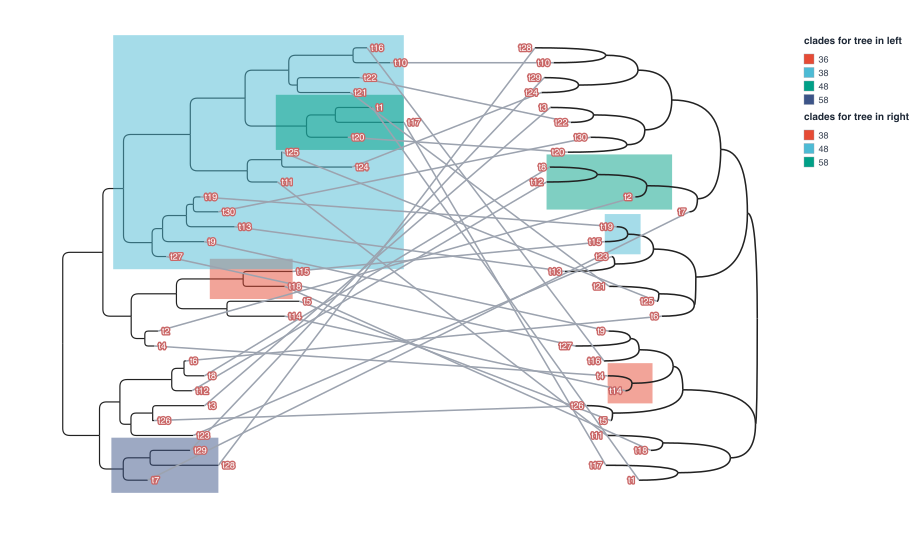 t16
t10
t22
t21
t1
t17
t20
t25
t24
t11
t19
t30
t13
t9
t27
t15
t18
t5
t14
t2
t4
t6
t8
t12
t3
t26
t23
t29
t28
t7
t28
t10
t29
t24
t3
t22
t30
t20
t8
t12
t2
t7
t19
t15
t23
t13
t21
t25
t6
t9
t27
t16
t4
t14
t26
t5
t11
t18
t17
t1
clades for tree in left
36
38
48
58
clades for tree in right
38
48
58